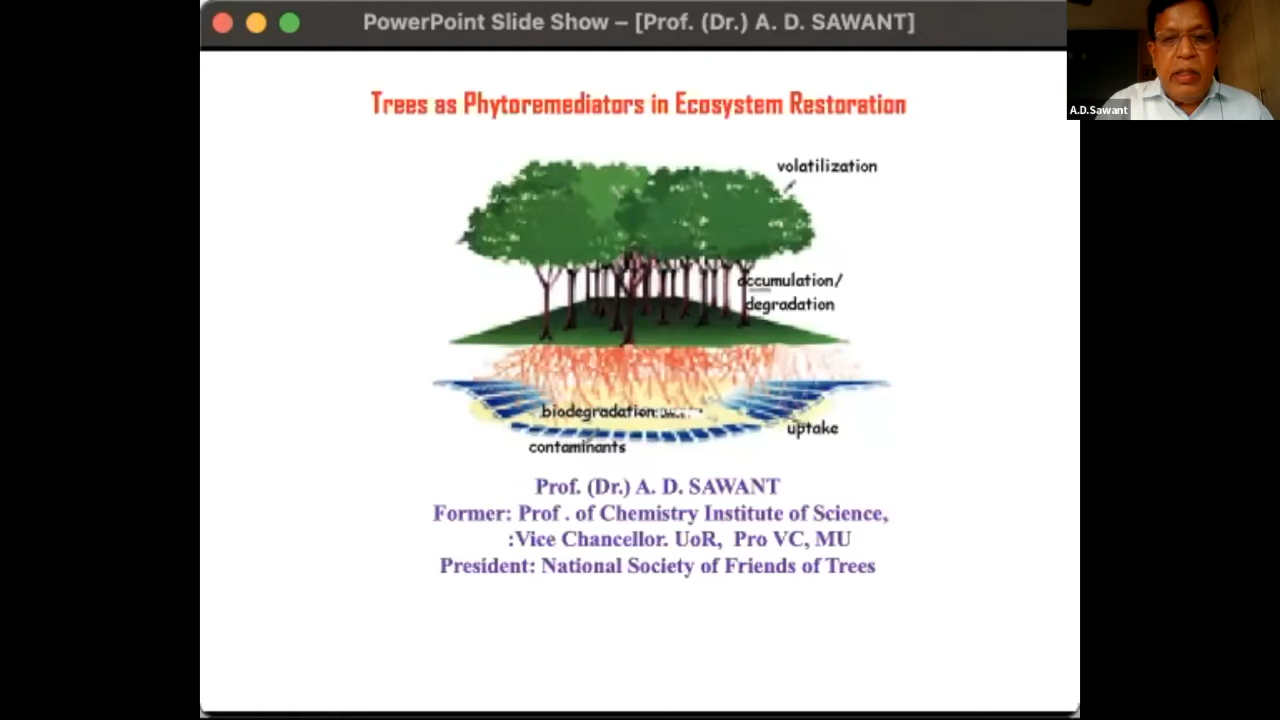 PowerPoint Slide Show – [Prof. (Dr.) A. D. SAWANT]
A.D.Sawant
Trees as Phytoremediators in Ecosystem Restoration
volatilization
accumulation/
degradation
biodegradation
uptake
contaminants
Prof. (Dr.) A. D. SAWANT
Former: Prof . of Chemistry Institute of Science,
:Vice Chancellor. UoR, Pro VC, MU
President: National Society of Friends of Trees